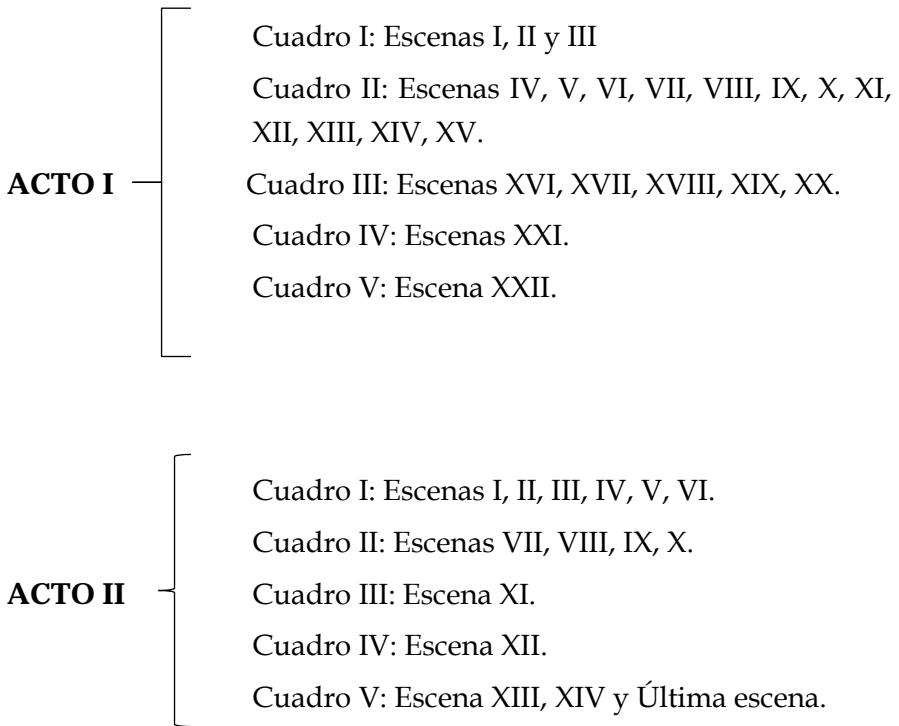 Cuadro I: Escenas I, II y III
Cuadro II: Escenas IV, V, VI, VII, VIII, IX, X, XI,
XII, XIII, XIV, XV.
ACTO I
Cuadro III: Escenas XVI, XVII, XVIII, XIX, XX.
Cuadro IV: Escenas XXI.
Cuadro V: Escena XXII.
Cuadro I: Escenas I, II, III, IV, V, VI.
Cuadro II: Escenas VII, VIII, IX, X.
ACTO II
Cuadro III: Escena XI.
Cuadro IV: Escena XII.
Cuadro V: Escena XIII, XIV y Última escena.